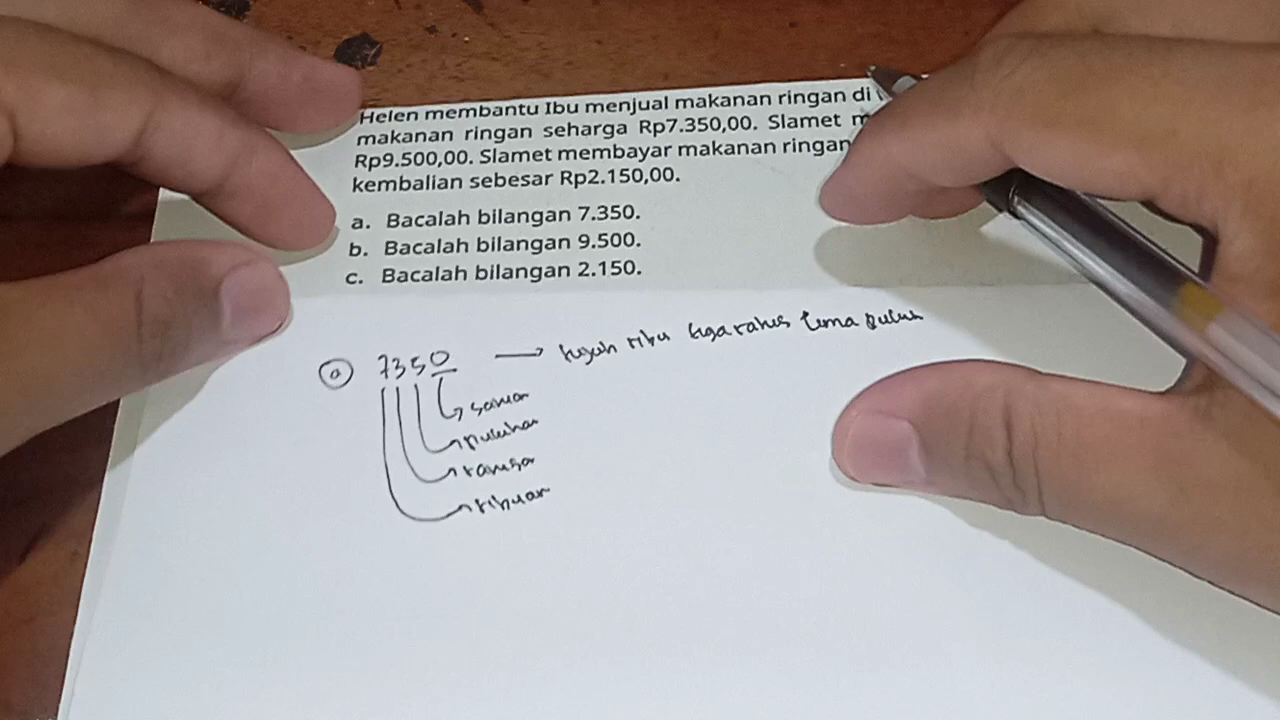 Helen membantu Ibu menjual makanan ringan di
makanan ringan seharga Rp7.350,00. Slamet
Rp9.500,00. Slamet membayar makanan ringan
kembalian sebesar Rp2.150,00.
a. Bacalah bilangan 7.350.
b. Bacalah bilangan 9.500.
c. Bacalah bilangan 2.150.
a 7350 → tujuh ribu tiga ratus lima puluh
satuan
puluhan
ratusan
ribuan